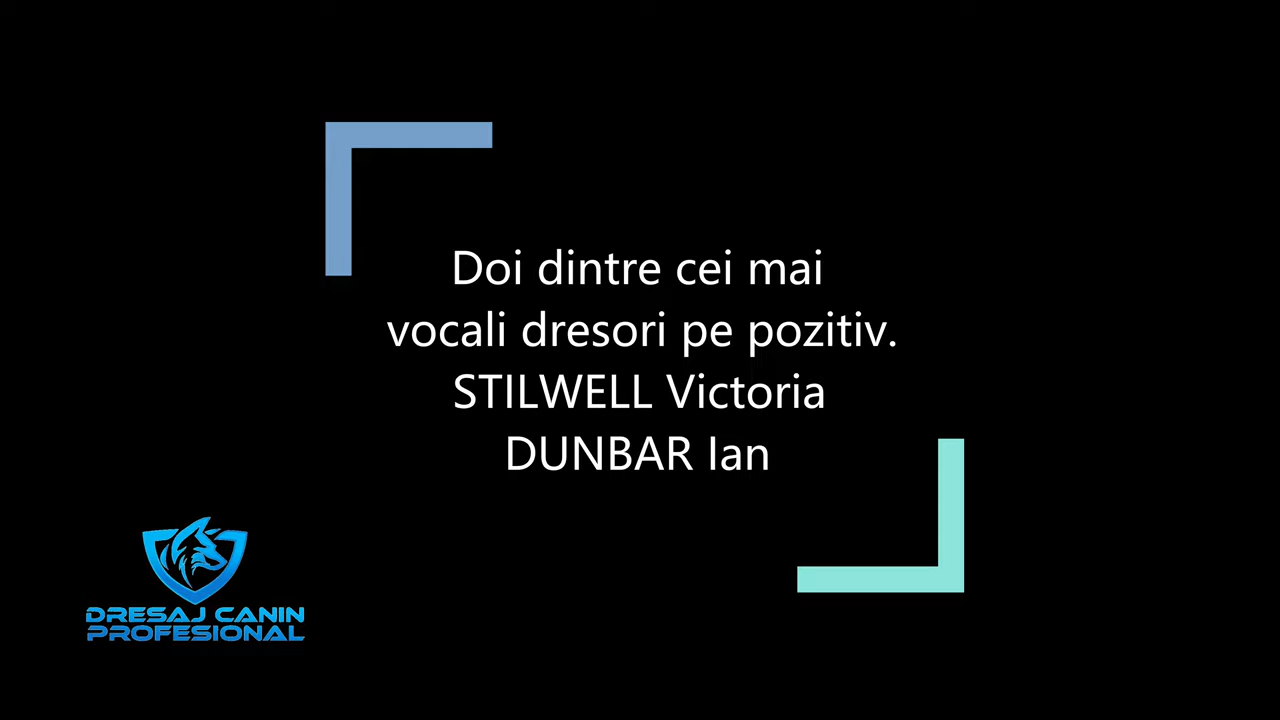 Doi dintre cei mai
vocali dresori pe pozitiv.
STILWELL Victoria
DUNBAR Ian
DRESAJ CANIN
PROFESIONAL